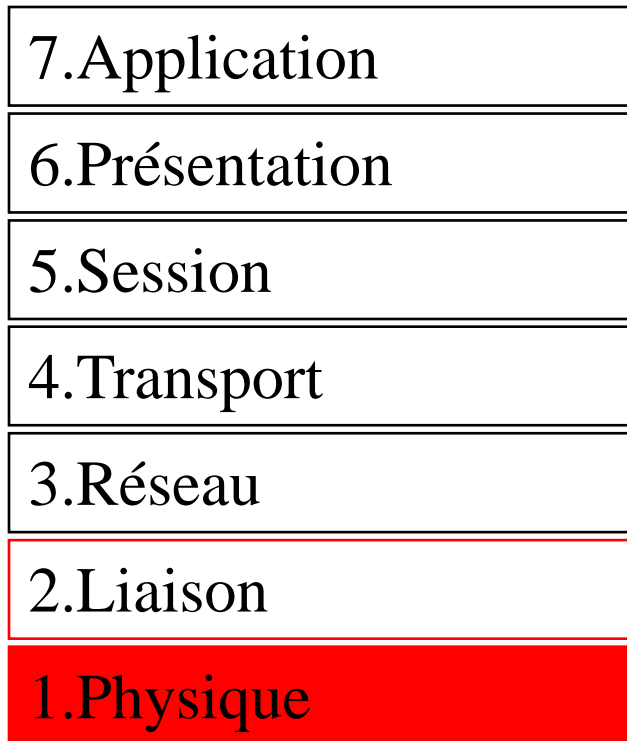 7.Application
6.Présentation
5.Session
4.Transport
3.Réseau
2.Liaison
1.Physique